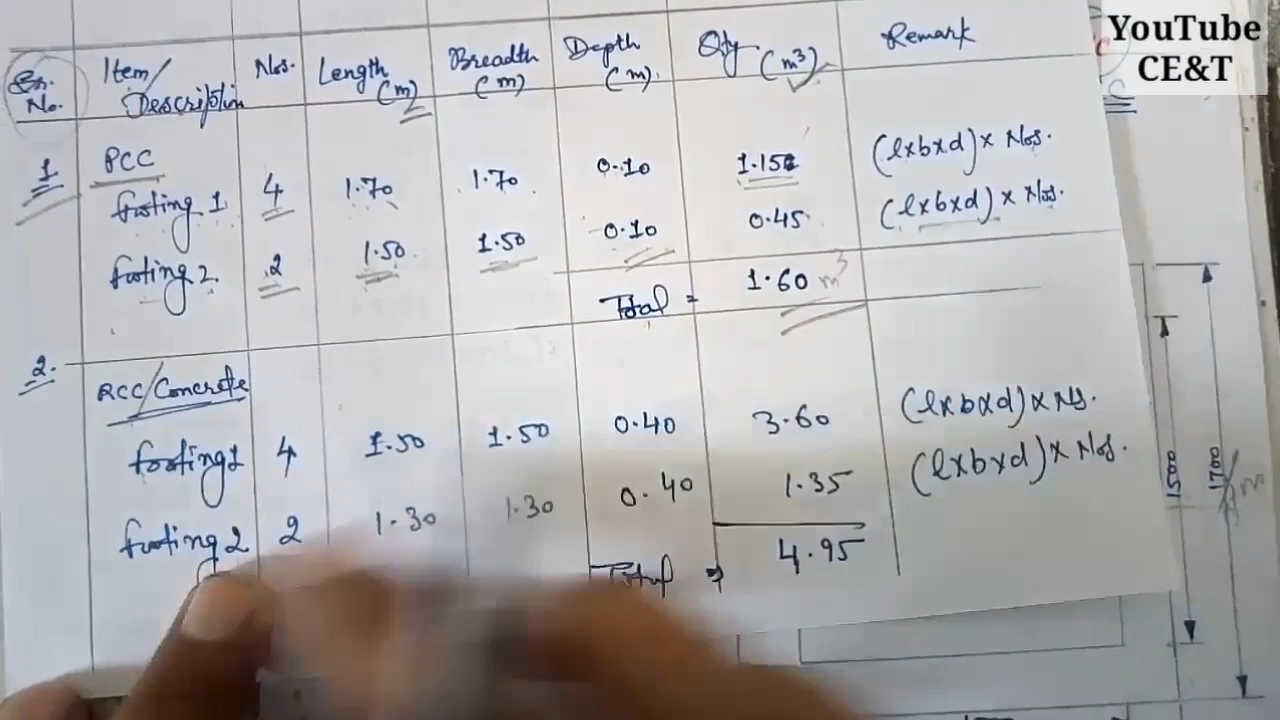 YouTube
CE&T
Sr. No.
Item/ Description
Nos.
Length (m)
Breadth (m)
Depth (m).
Qty (m³)
Remark
1
PCC
footing 1 4 1.70 1.70 0.10 1.15 (l×b×d)× Nos.
footing 2. 2 1.50 1.50 0.10 0.45 (l×b×d)× Nos.
Total = 1.60 m³
2.
RCC/Concrete
footing 1 4 1.50 1.50 0.40 3.60 (l×b×d)× Ns.
footing 2 2 1.30 1.30 0.40 1.35 (l×b×d)× Nos.
Total ⇒ 4.95
1500
1700